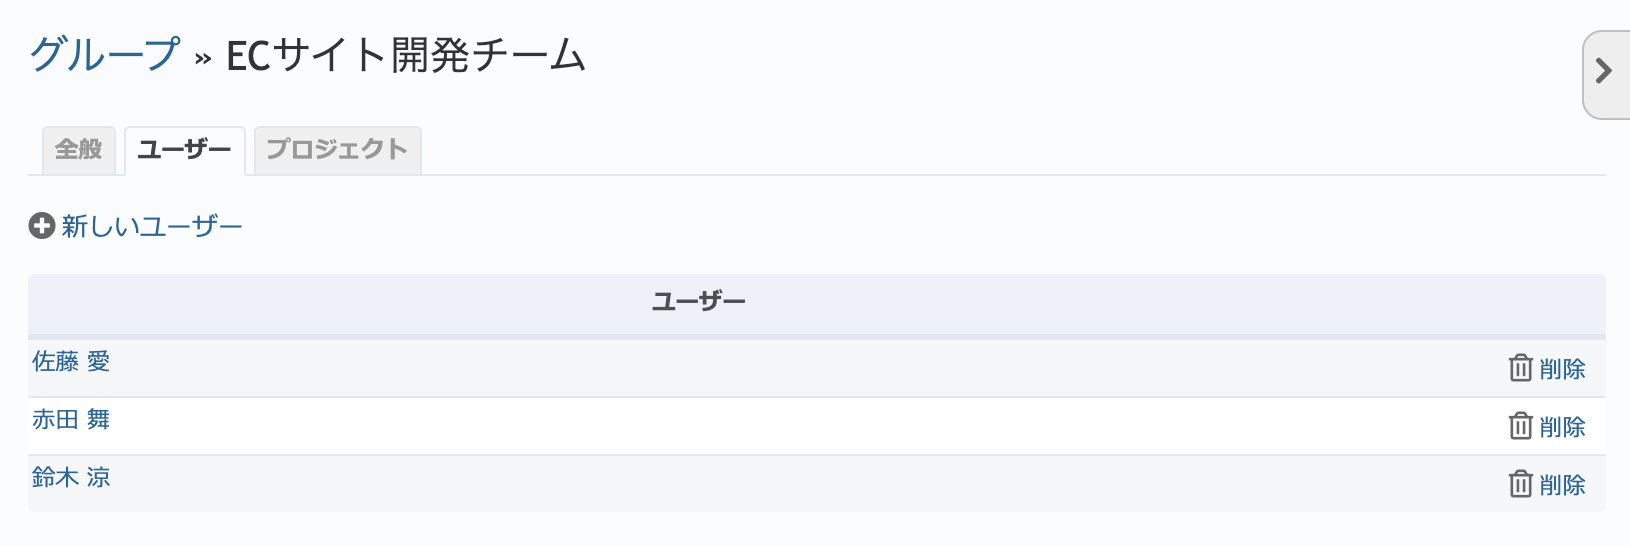 グループ » ECサイト開発チーム
全般 ユーザー プロジェクト
新しいユーザー
ユーザー
佐藤 愛 削除
赤田 舞 削除
鈴木 涼 削除